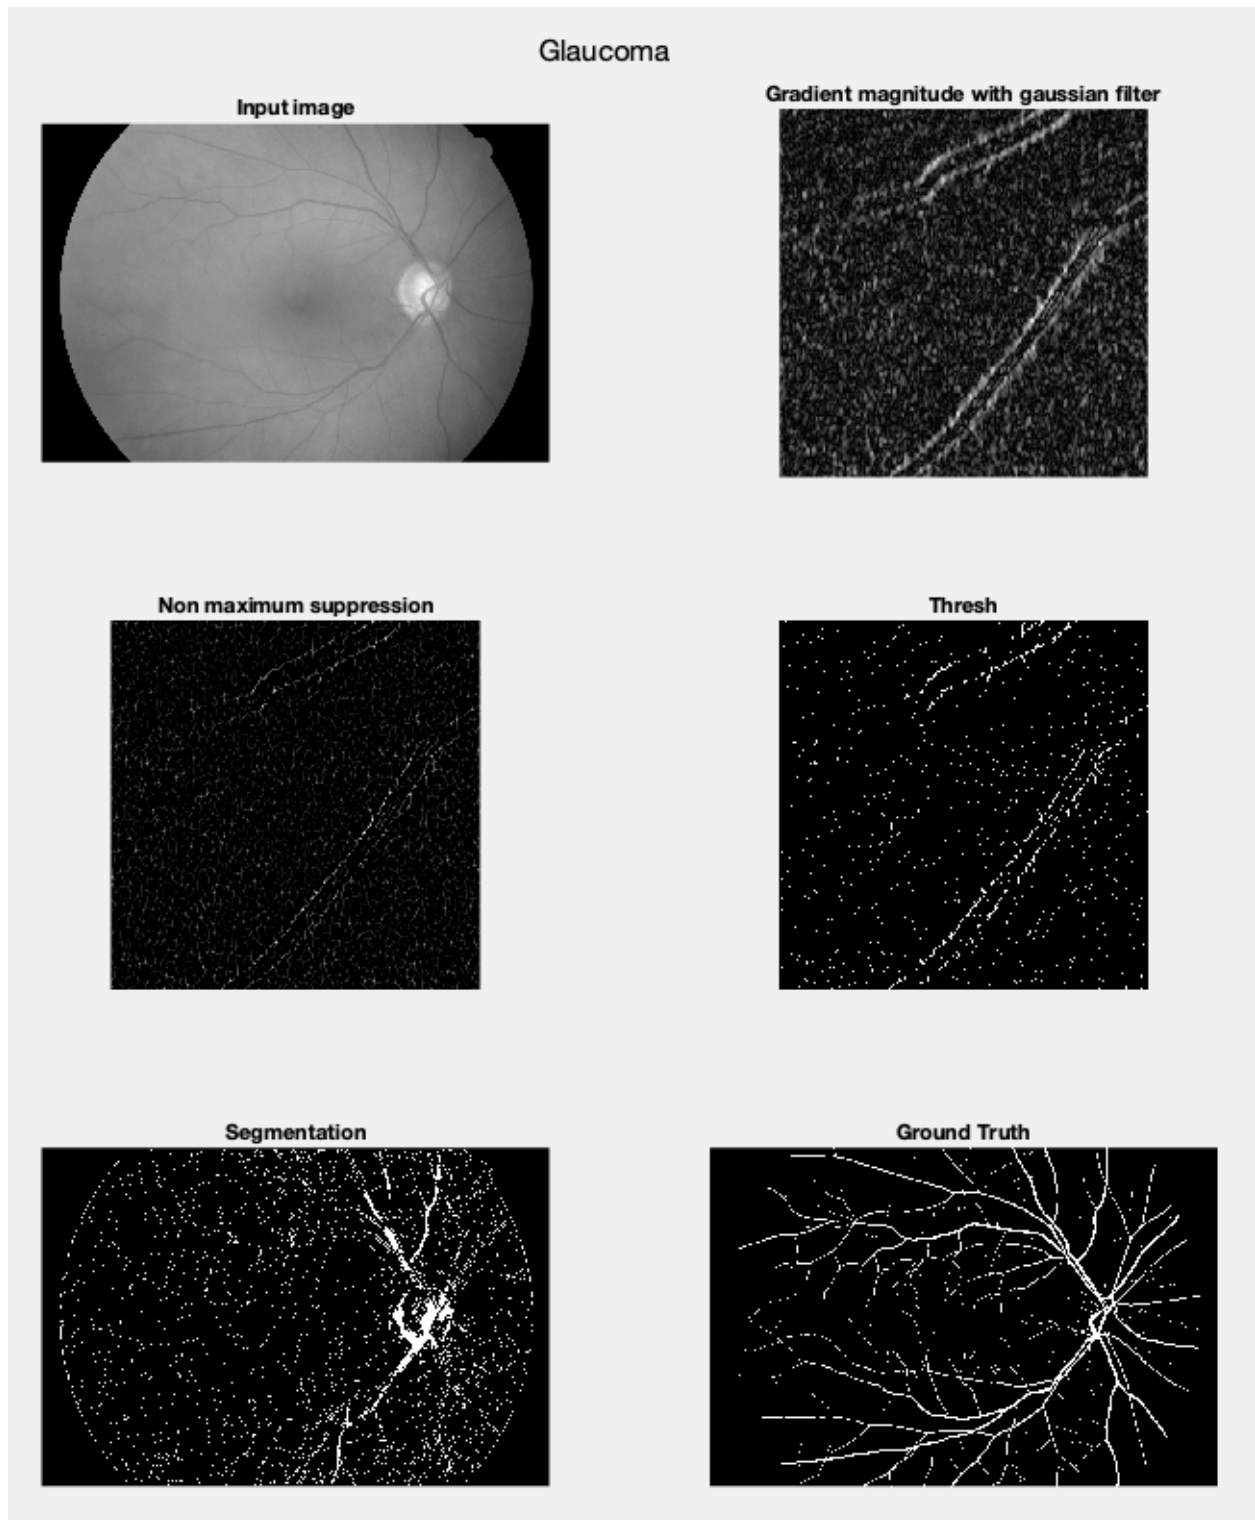 Glaucoma
Input image
Gradient magnitude with gaussian filter
Non maximum suppression
Thresh
Segmentation
Ground Truth